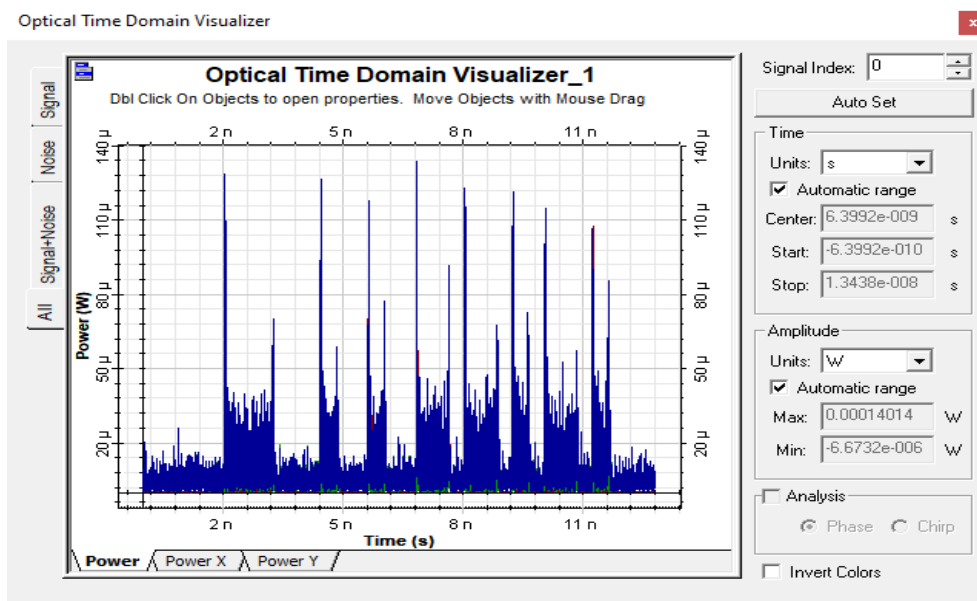 Optical Time Domain Visualizer
x
Signal
Noise
Signal+Noise
All
Optical Time Domain Visualizer_1
Dbl Click On Objects to open properties. Move Objects with Mouse Drag
2 n 5 n 8 n 11 n
140 µ
110 µ
80 µ
50 µ
20 µ
Power (W)
140 µ
110 µ
80 µ
50 µ
20 µ
2 n 5 n 8 n 11 n
Time (s)
Power Power X Power Y
Signal Index: 0
Auto Set
Time
Units: s
Automatic range
Center: 6.3992e-009 s
Start: -6.3992e-010 s
Stop: 1.3438e-008 s
Amplitude
Units: W
Automatic range
Max: 0.00014014 W
Min: -6.6732e-006 W
Analysis
Phase Chirp
Invert Colors